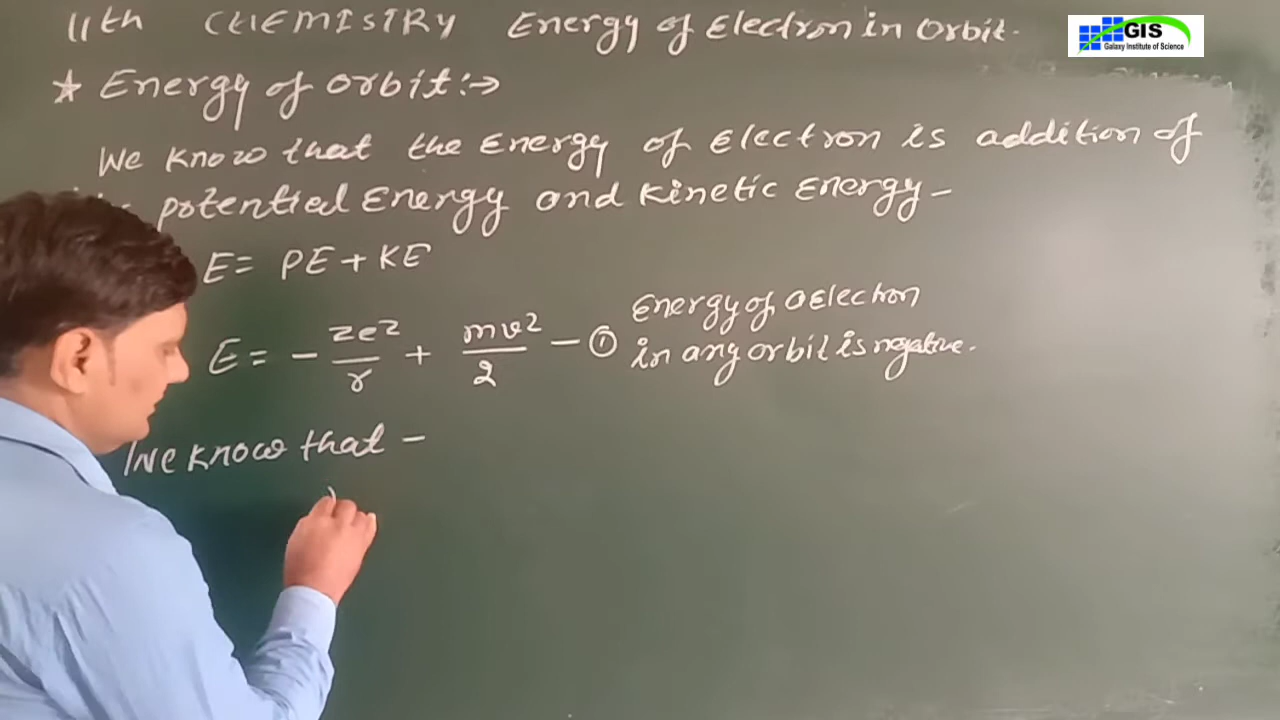 11th CHEMISTRY Energy of Electron in Orbit.
GIS
Galaxy Institute of Science
* Energy of Orbit:→
We know that the Energy of Electron is addition of
potential Energy and Kinetic Energy -
E = PE + KE
E = - ze²/r + mv²/2 - ①
Energy of a Electron
in any orbit is negative.
We know that -